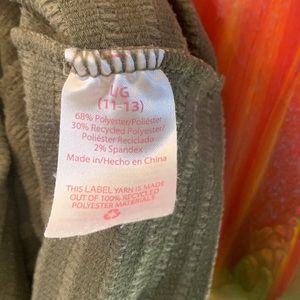 L/G
(11-13)
68% Polyester/Poliéster
30% Recycled Polyester/
Poliéster Reciclado
2% Spandex
Made in/Hecho en China
THIS LABEL YARN IS MADE
OUT OF 100% RECYCLED
POLYESTER MATERIALS